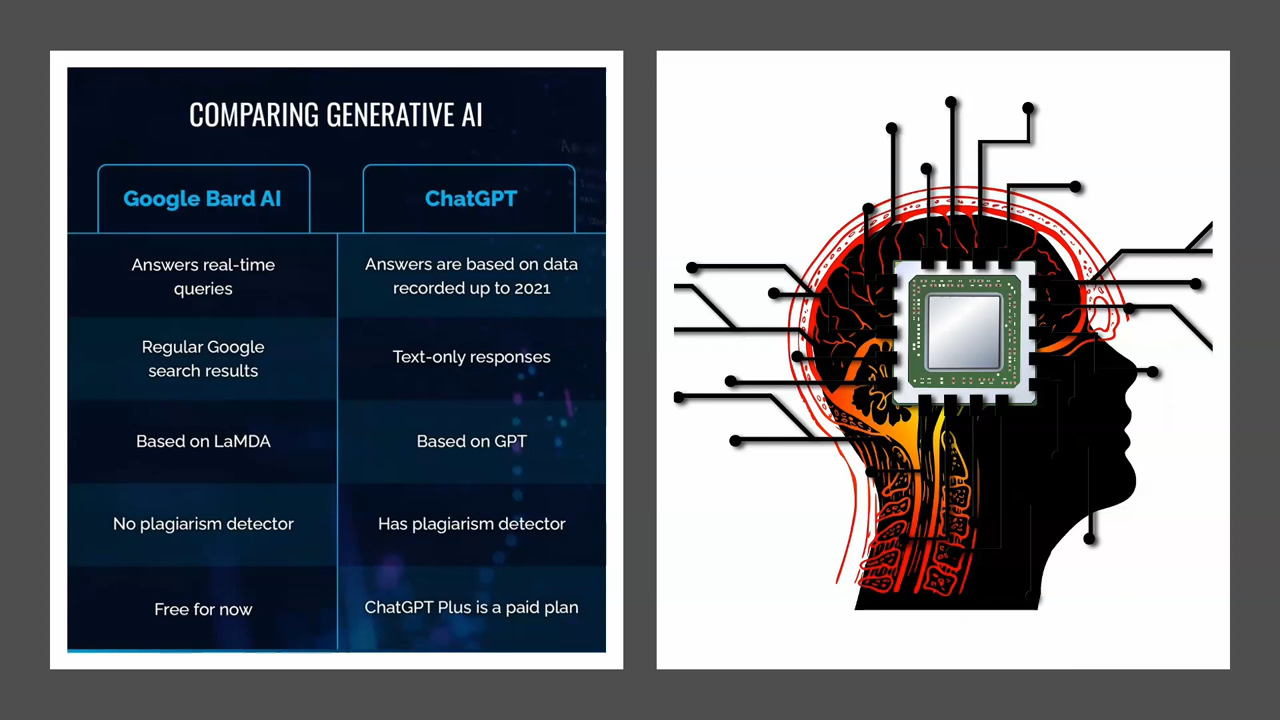 COMPARING GENERATIVE AI
Google Bard AI
ChatGPT
Answers real-time
queries
Answers are based on data
recorded up to 2021
Regular Google
search results
Text-only responses
Based on LaMDA
Based on GPT
No plagiarism detector
Has plagiarism detector
Free for now
ChatGPT Plus is a paid plan